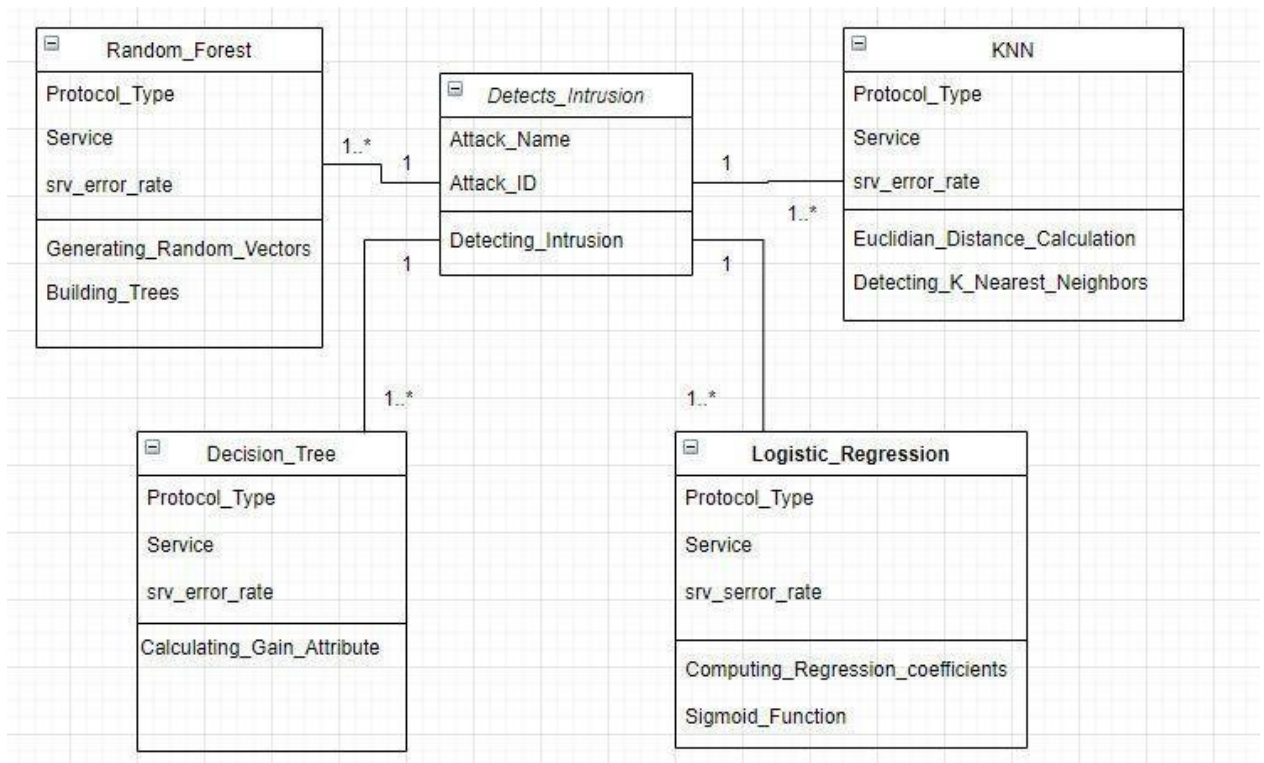 Random_Forest
Protocol_Type
Service
srv_error_rate
Generating_Random_Vectors
Building_Trees
1..*
1
Detects_Intrusion
Attack_Name
Attack_ID
Detecting_Intrusion
1
1..*
KNN
Protocol_Type
Service
srv_error_rate
Euclidian_Distance_Calculation
Detecting_K_Nearest_Neighbors
1
1..*
1
1..*
Decision_Tree
Protocol_Type
Service
srv_error_rate
Calculating_Gain_Attribute
Logistic_Regression
Protocol_Type
Service
srv_serror_rate
Computing_Regression_coefficients
Sigmoid_Function